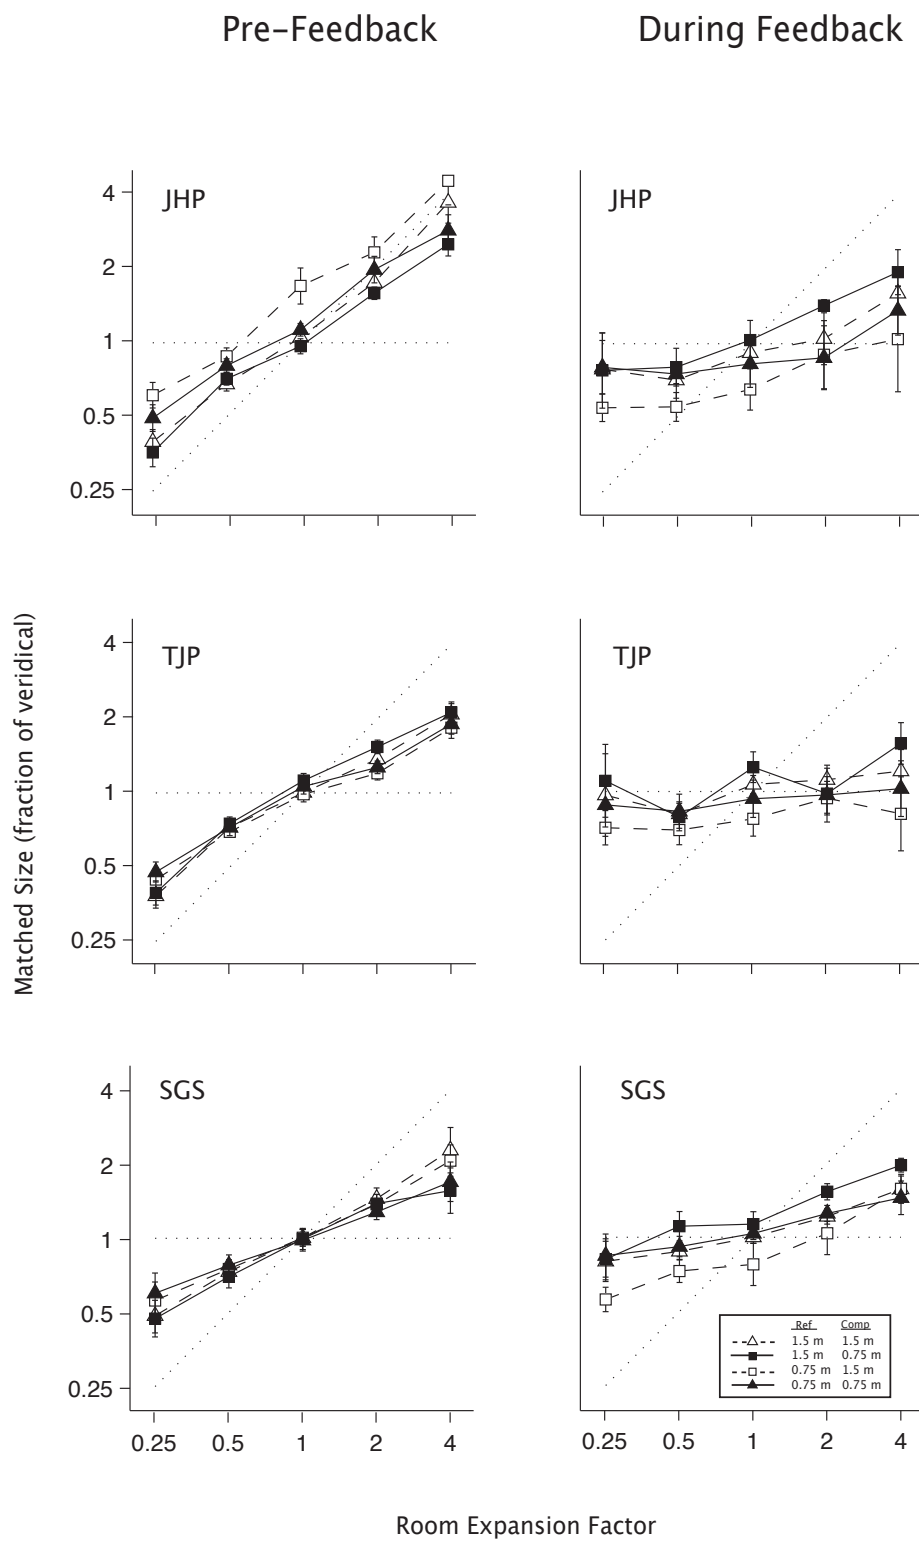 Pre-Feedback During Feedback
JHP JHP
4
2
1
0.5
0.25
Matched Size (fraction of veridical)
TJP TJP
4
2
1
0.5
0.25
SGS SGS
4
2
1
0.5
0.25
Ref Comp
1.5 m 1.5 m
1.5 m 0.75 m
0.75 m 1.5 m
0.75 m 0.75 m
0.25 0.5 1 2 4 0.25 0.5 1 2 4
Room Expansion Factor